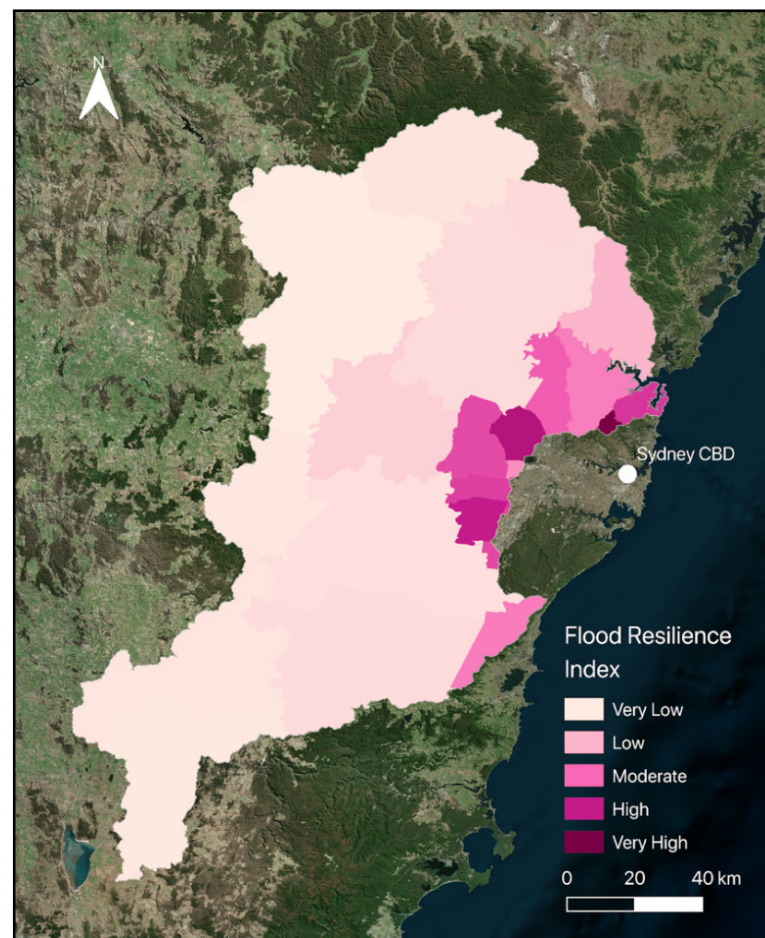 N
Sydney CBD
Flood Resilience
Index
Very Low
Low
Moderate
High
Very High
0 20 40 km